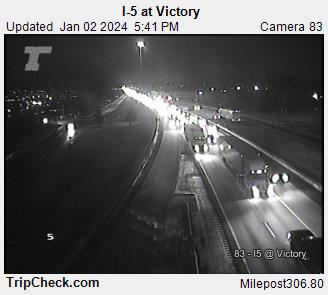 I-5 at Victory
Updated Jan 02 2024 5:41 PM Camera 83
S
83 - I5 @ Victory
TripCheck.com Milepost306.80